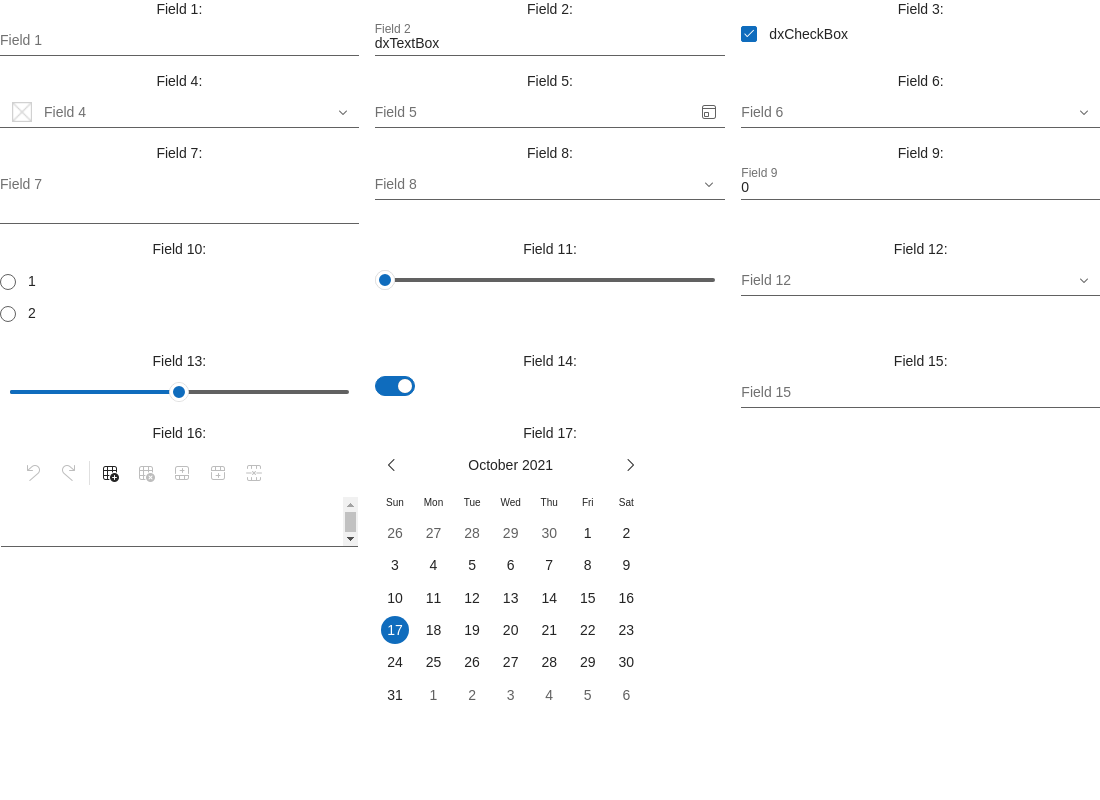 Field 1: Field 2: Field 3:
Field 1 Field 2 dxCheckBox
dxTextBox
Field 4: Field 5: Field 6:
Field 4 Field 5 Field 6
Field 7: Field 8: Field 9:
Field 7 Field 8 Field 9
0
Field 10: Field 11: Field 12:
1 Field 12
2
Field 13: Field 14: Field 15:
Field 15
Field 16: Field 17:
October 2021
Sun Mon Tue Wed Thu Fri Sat
26 27 28 29 30 1 2
3 4 5 6 7 8 9
10 11 12 13 14 15 16
17 18 19 20 21 22 23
24 25 26 27 28 29 30
31 1 2 3 4 5 6